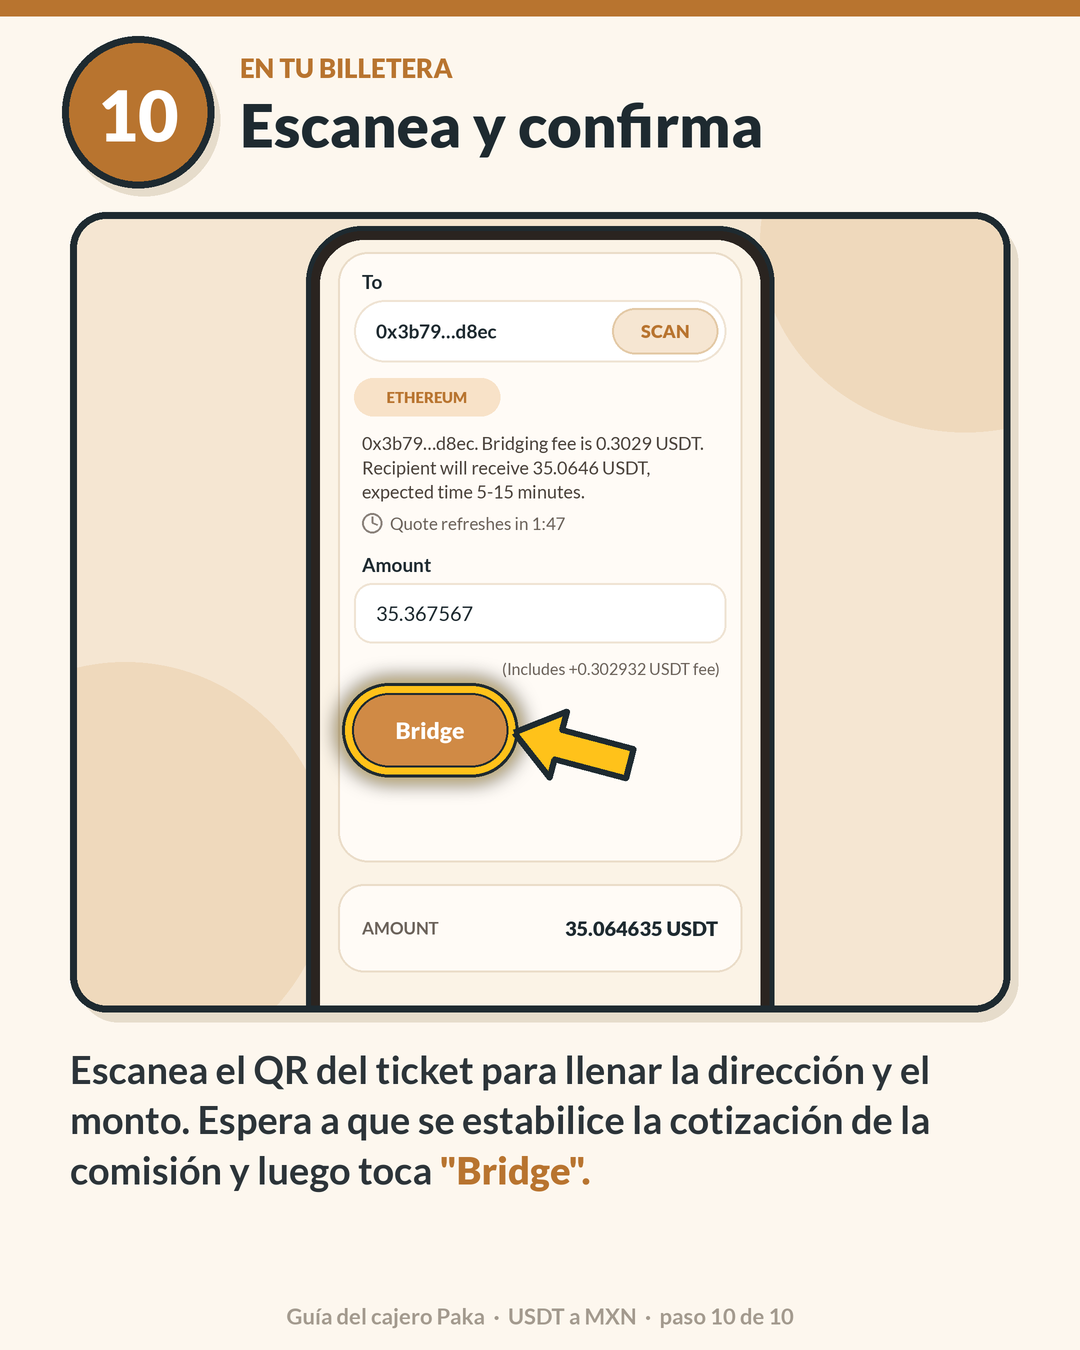 10
EN TU BILLETERA
Escanea y confirma
To
0x3b79...d8ec
SCAN
ETHEREUM
0x3b79...d8ec. Bridging fee is 0.3029 USDT.
Recipient will receive 35.0646 USDT,
expected time 5-15 minutes.
Quote refreshes in 1:47
Amount
35.367567
(Includes +0.302932 USDT fee)
Bridge
AMOUNT
35.064635 USDT
Escanea el QR del ticket para llenar la dirección y el
monto. Espera a que se estabilice la cotización de la
comisión y luego toca "Bridge".
Guía del cajero Paka · USDT a MXN · paso 10 de 10